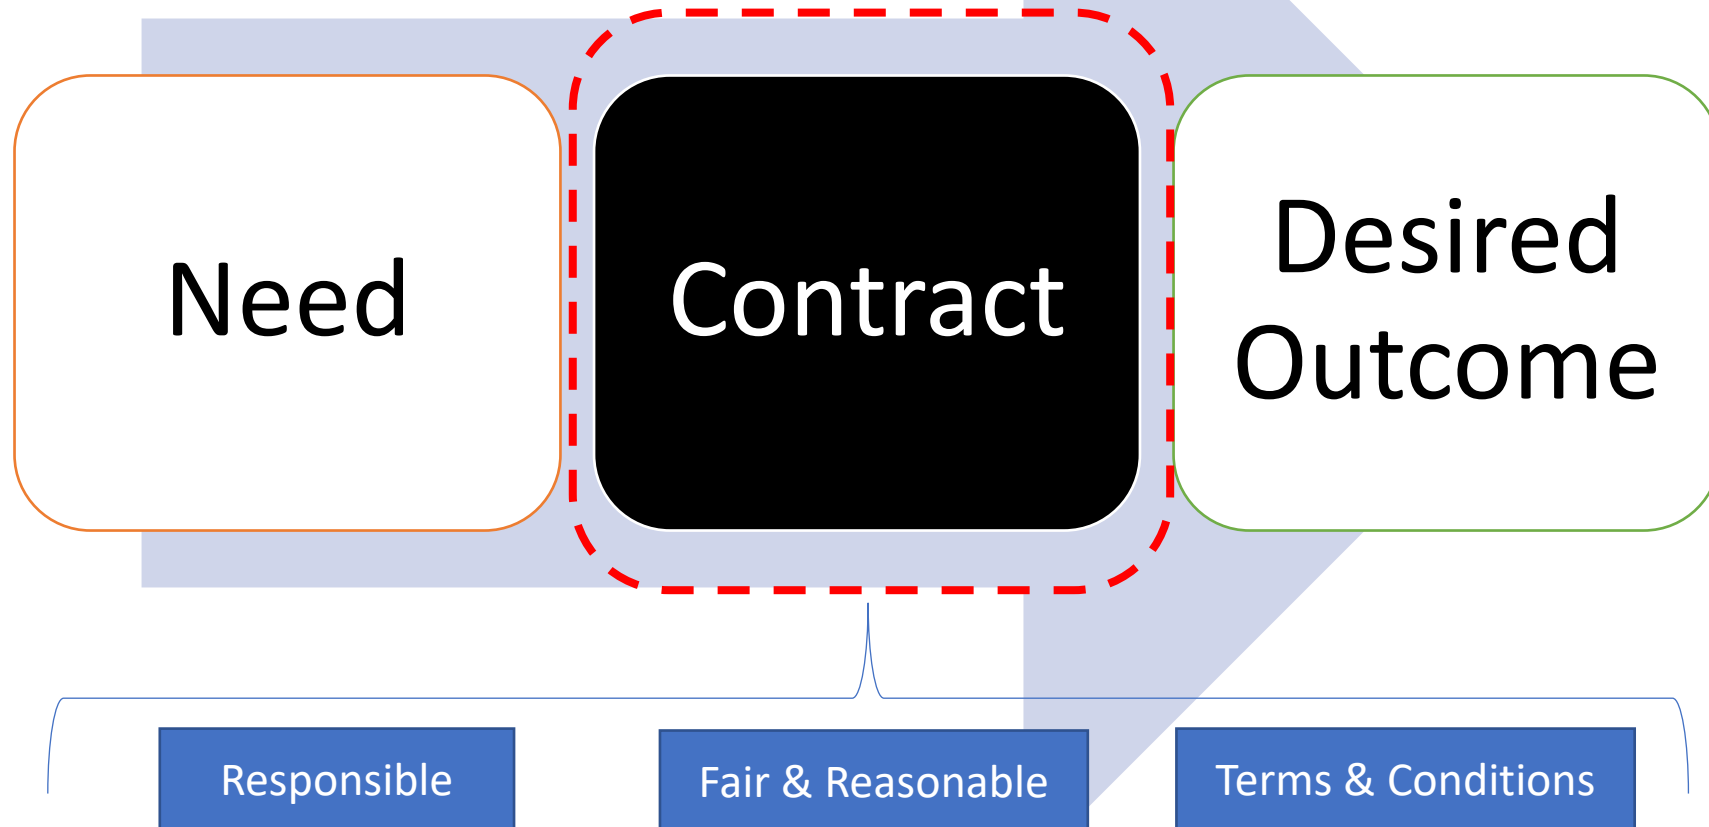 Need
Contract
Desired
Outcome
Responsible
Fair & Reasonable
Terms & Conditions